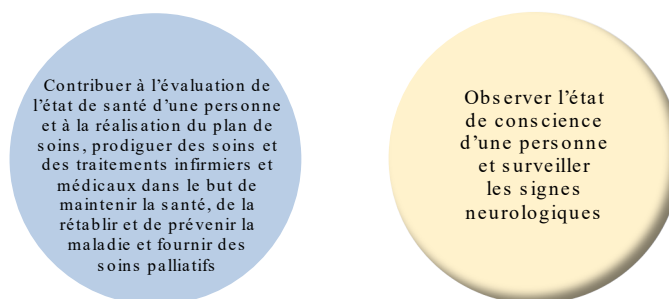 Contribuer à l’évaluation de
l’état de santé d’une personne
et à la réalisation du plan de
soins, prodiguer des soins et
des traitements infirmiers et
médicaux dans le but de
maintenir la santé, de la
rétablir et de prévenir la
maladie et fournir des
soins palliatifs
Observer l’état
de conscience
d’une personne
et surveiller
les signes
neurologiques